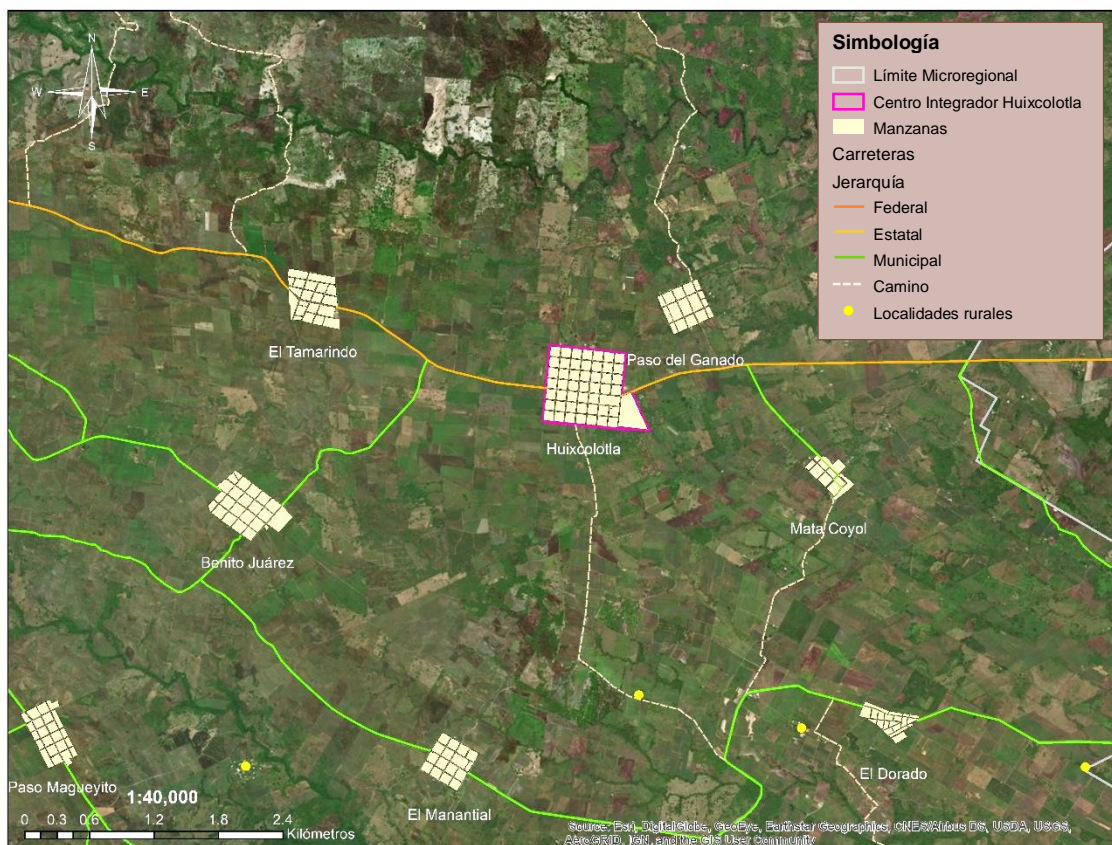 N
W E
S
Simbología
Límite Microregional
Centro Integrador Huixcolotla
Manzanas
Carreteras
Jerarquía
Federal
Estatal
Municipal
Camino
Localidades rurales
El Tamarindo
Paso del Ganado
Huixcolotla
Mata Coyol
Benito Juárez
El Dorado
Paso Magueyito
El Manantial
1:40,000
0 0.3 0.6 1.2 1.8 2.4
Kilómetros
Source: Esri, DigitalGlobe, GeoEye, Earthstar Geographics, CNES/Airbus DS, USDA, USGS,
AeroGRID, IGN, and the GIS User Community